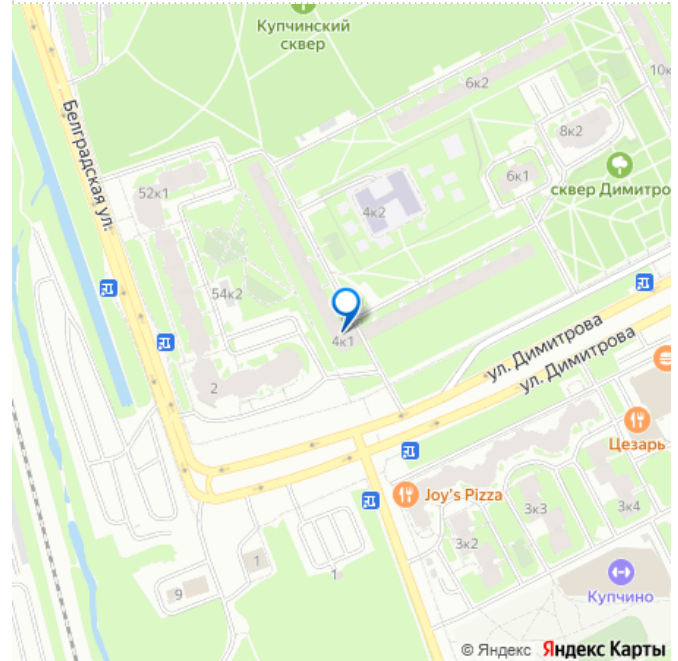 Купчинский
сквер
6к2
10к
Белградская ул.
8к2
52к1
6к1
сквер Димитро
4к2
54к2
4к1
ул. Димитрова
ул. Димитрова
2
Цезарь
Joy's Pizza
3к4
3к3
3к2
1
1
9
Купчино
© Яндекс Яндекс Карты